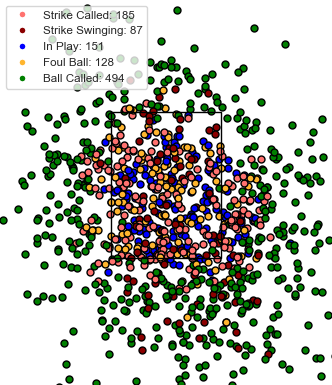 Strike Called: 185
Strike Swinging: 87
In Play: 151
Foul Ball: 128
Ball Called: 494